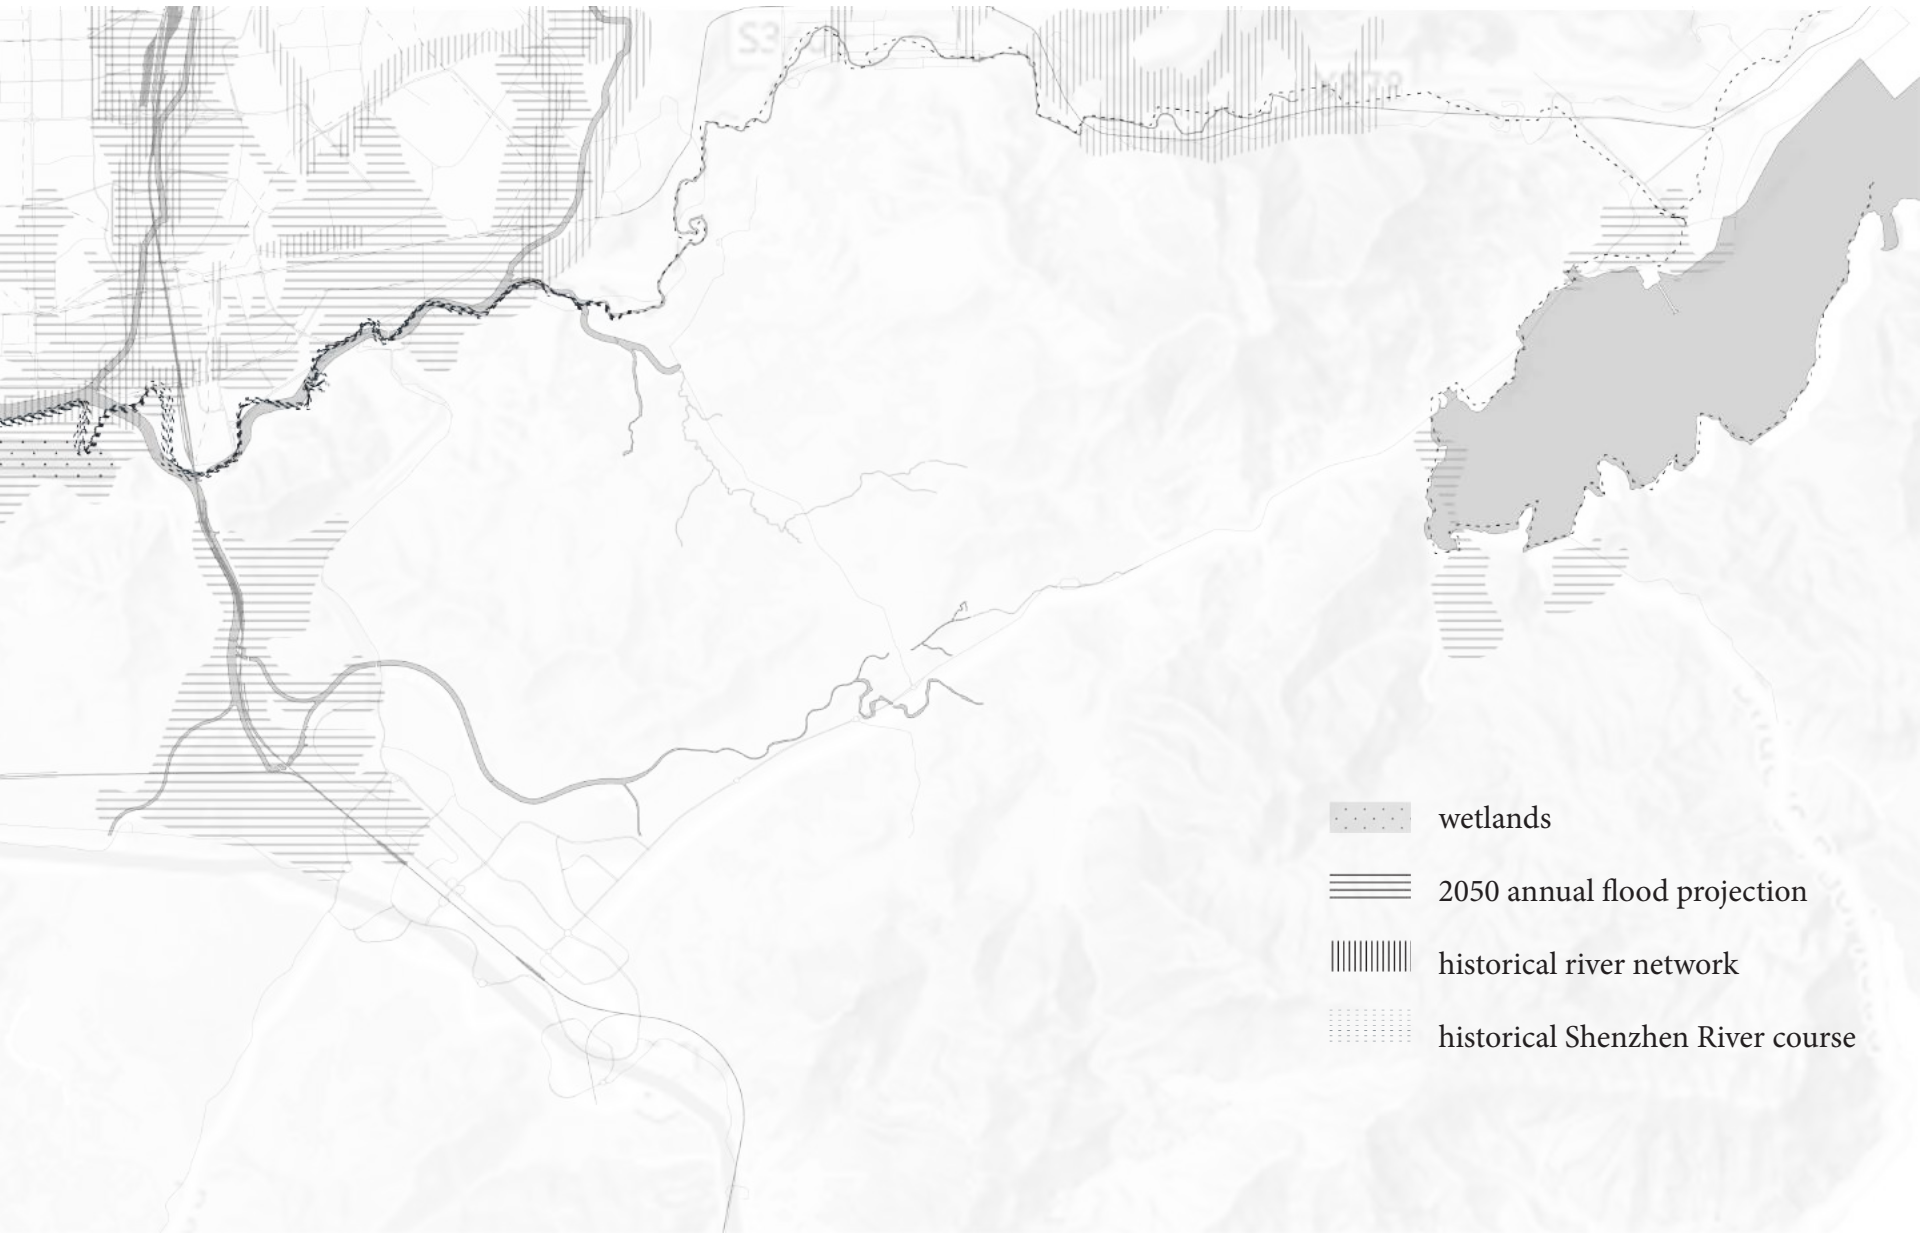 wetlands
2050 annual flood projection
historical river network
historical Shenzhen River course